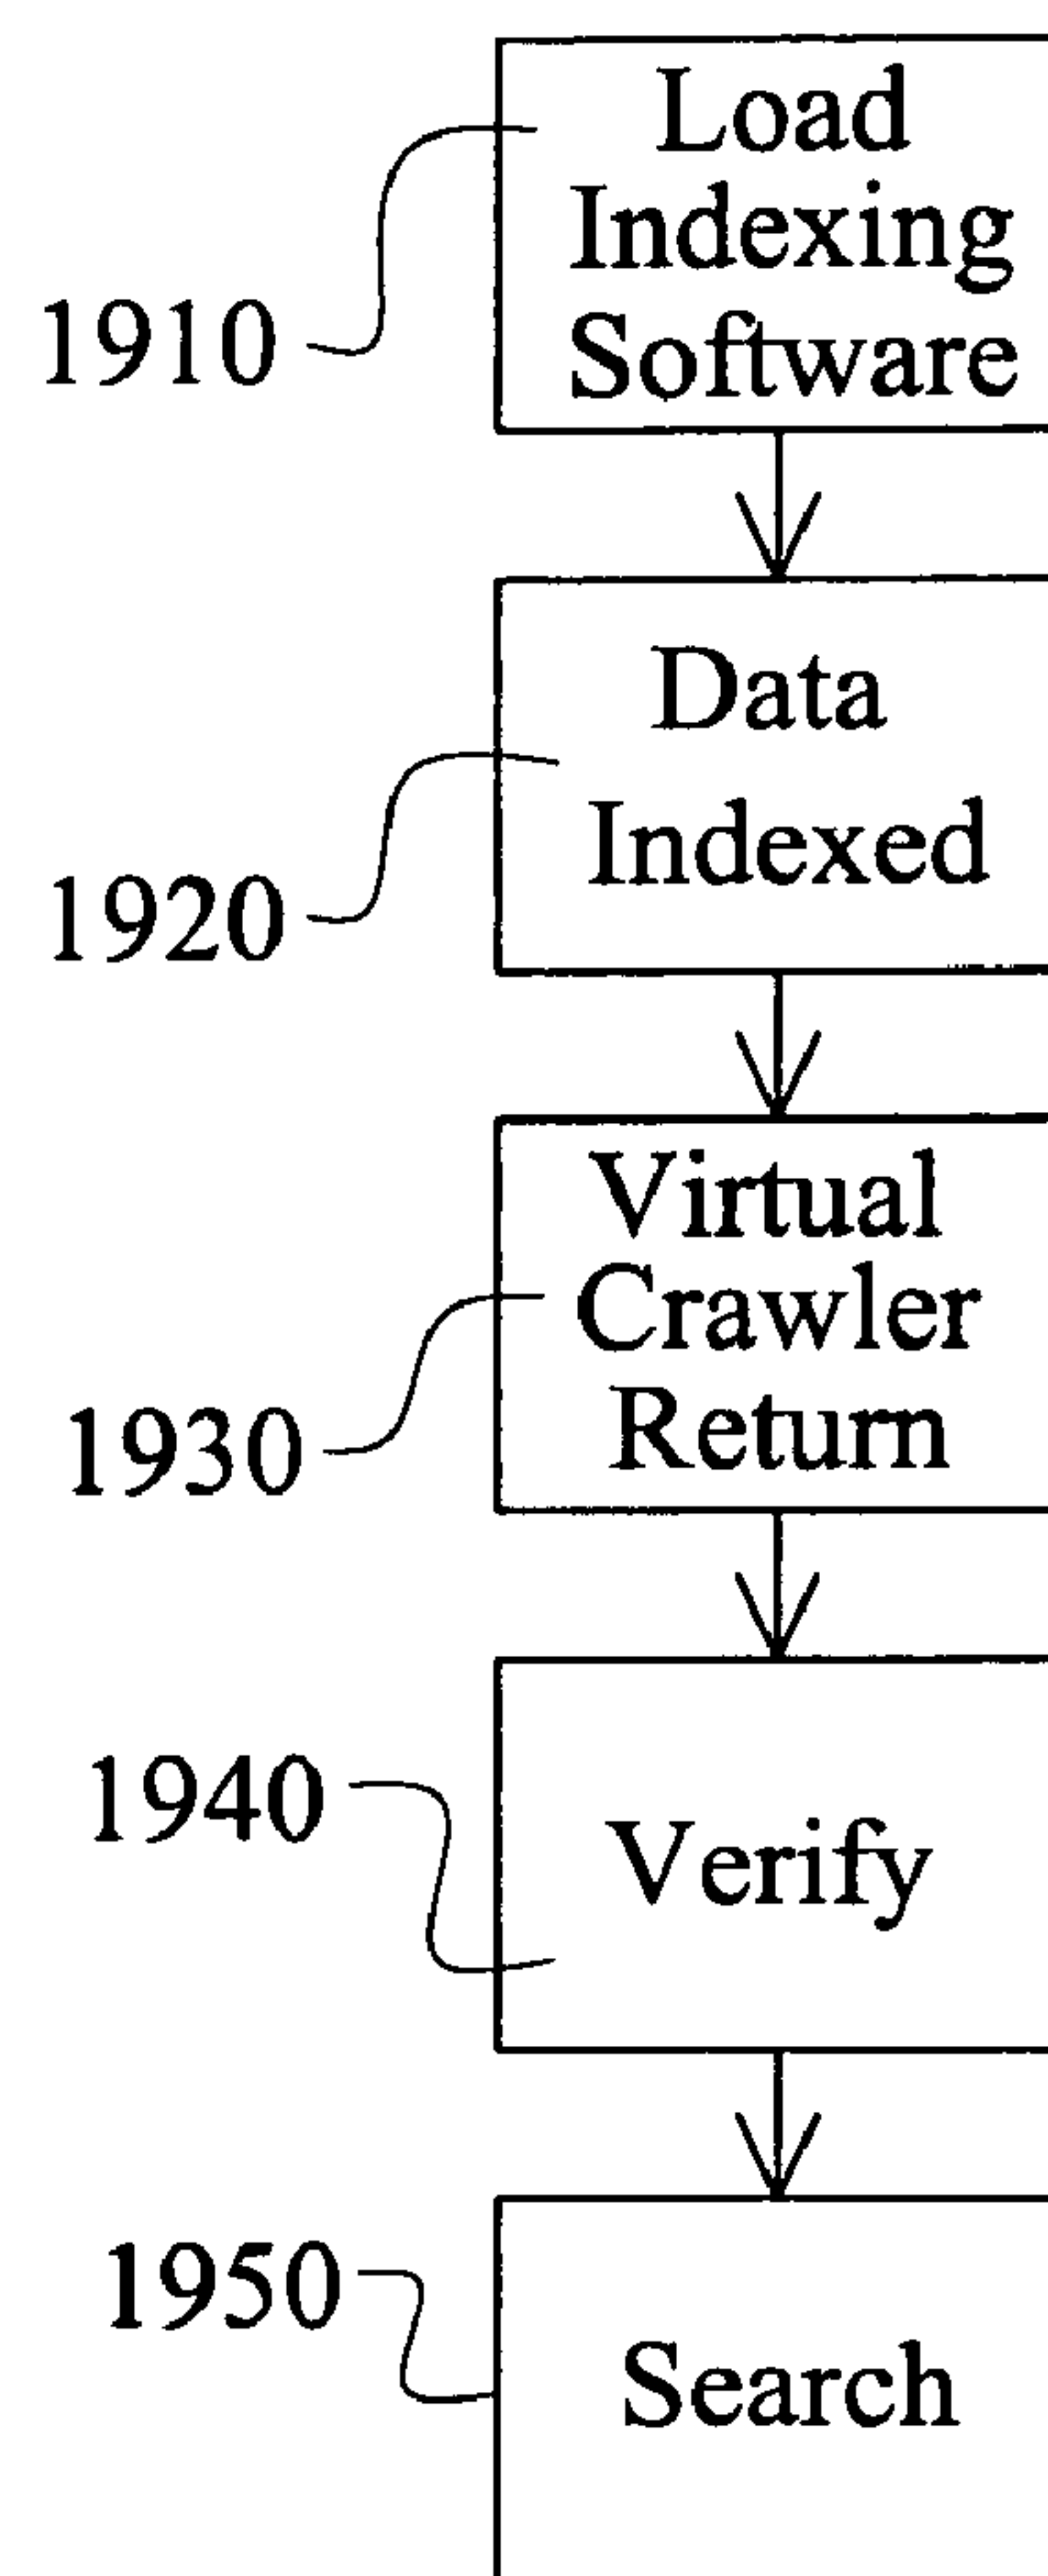 Load
Indexing
Software
1910
Data
Indexed
1920
Virtual
Crawler
Return
1930
1940
Verify
1950
Search